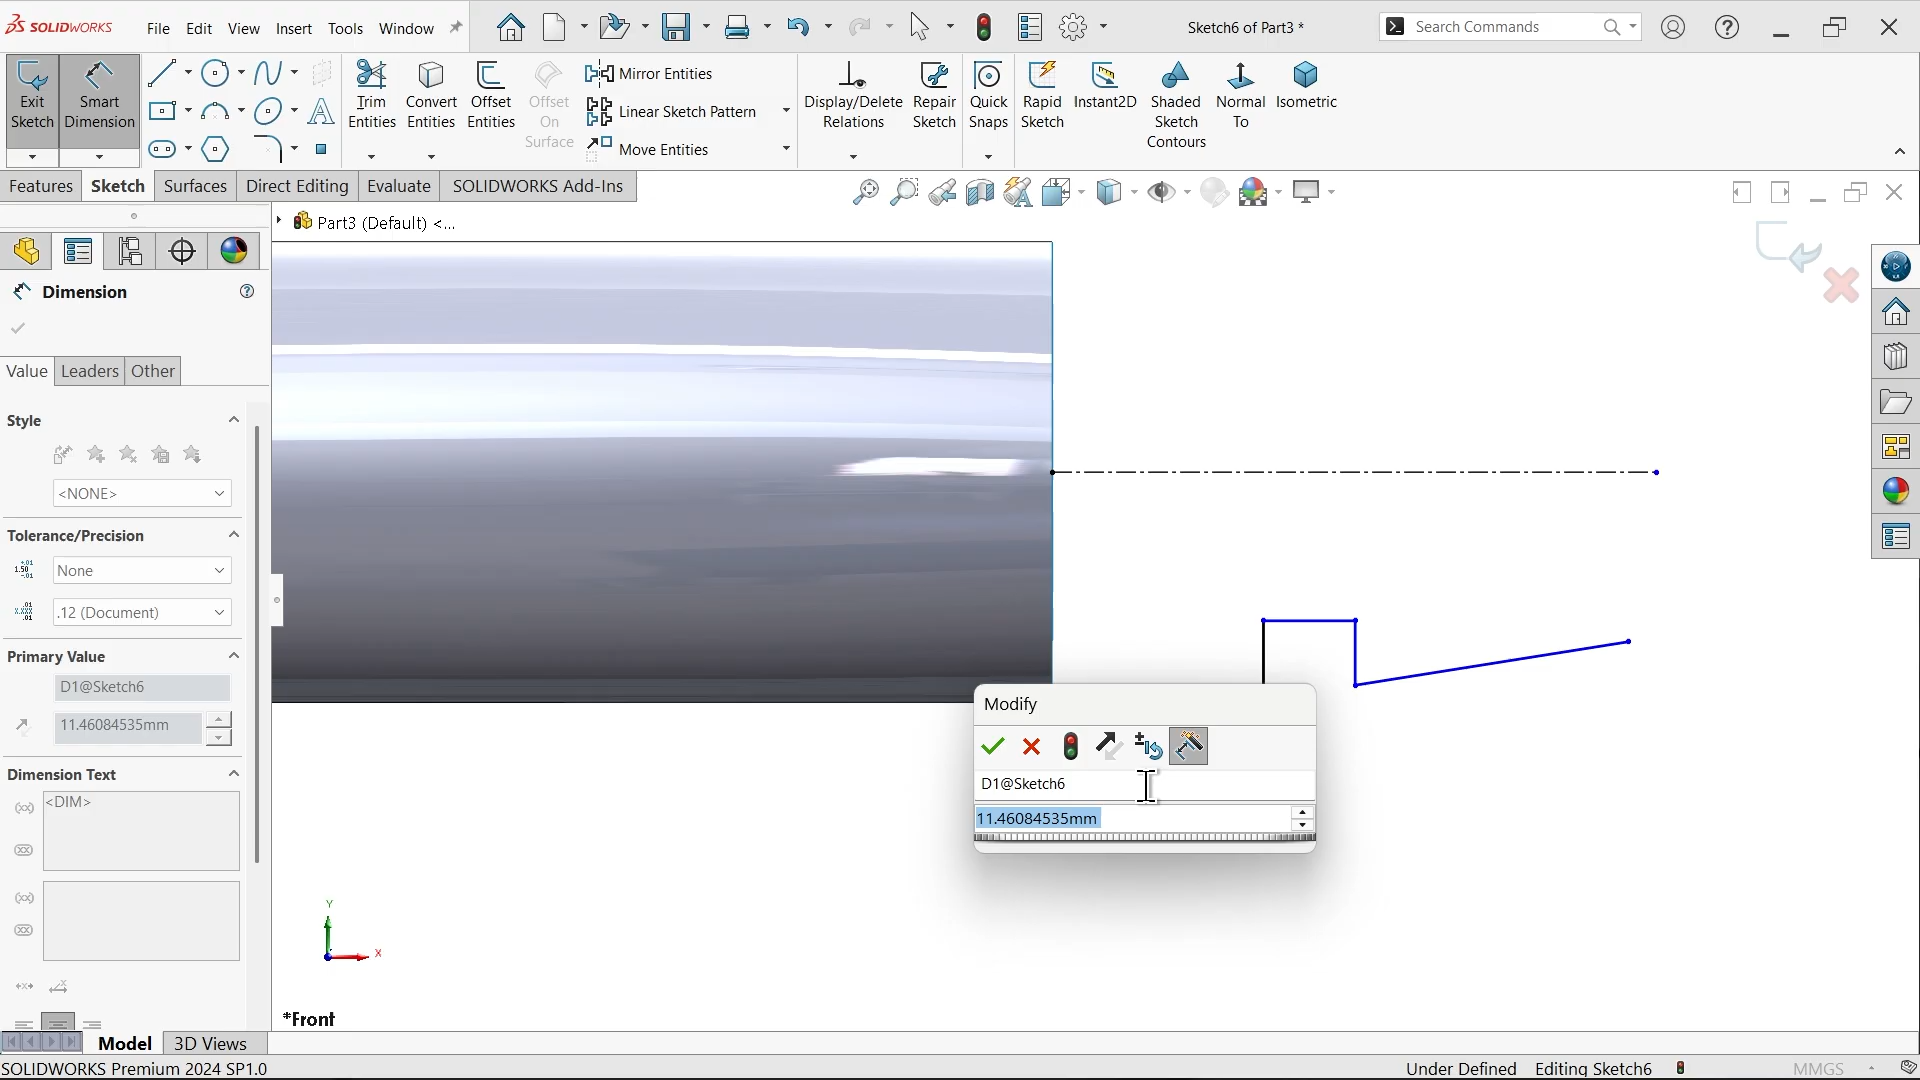 SOLIDWORKS
File Edit View Insert Tools Window
Sketch6 of Part3 *
Search Commands
Exit Sketch
Smart Dimension
Trim Entities
Convert Entities
Offset Entities
Offset On Surface
Mirror Entities
Linear Sketch Pattern
Move Entities
Display/Delete Relations
Repair Sketch
Quick Snaps
Rapid Sketch
Instant2D
Shaded Sketch Contours
Normal To
Isometric
Features Sketch Surfaces Direct Editing Evaluate SOLIDWORKS Add-Ins
Part3 (Default) <...
Dimension
Value Leaders Other
Style
<NONE>
Tolerance/Precision
None
.12 (Document)
Primary Value
D1@Sketch6
11.46084535mm
Dimension Text
<DIM>
Modify
D1@Sketch6
11.46084535mm
Y
X
*Front
Model 3D Views
SOLIDWORKS Premium 2024 SP1.0
Under Defined Editing Sketch6 MMGS